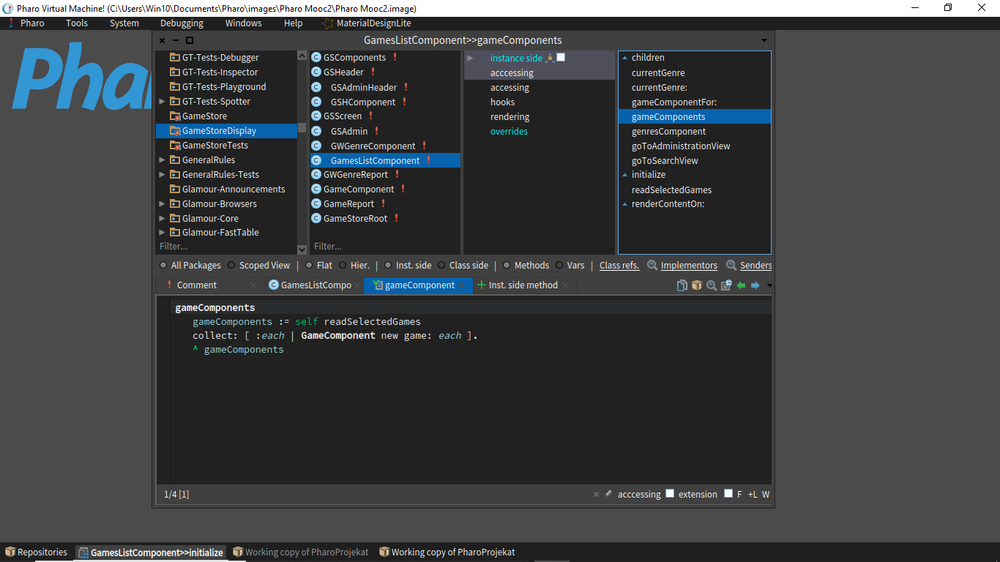 Pharo Virtual Machine! (C:\Users\Win10\Documents\Pharo\images\Pharo Mooc2\Pharo Mooc2.image)
Pharo Tools System Debugging Windows Help MaterialDesignLite
Phar
GamesListComponent>>gameComponents
GT-Tests-Debugger
GT-Tests-Inspector
GT-Tests-Playground
GT-Tests-Spotter
GameStore
GameStoreDisplay
GameStoreTests
GeneralRules
GeneralRules-Tests
Glamour-Announcements
Glamour-Browsers
Glamour-Core
Glamour-FastTable
Filter...
GSComponents !
GSHeader !
GSAdminHeader !
GSHComponent !
GSScreen !
GSAdmin !
GWGenreComponent !
GamesListComponent !
GWGenreReport !
GameComponent !
GameReport !
GameStoreRoot !
Filter...
instance side
acccessing
accessing
hooks
rendering
overrides
children
currentGenre
currentGenre:
gameComponentFor:
gameComponents
genresComponent
goToAdministrationView
goToSearchView
initialize
readSelectedGames
renderContentOn:
All Packages Scoped View | Flat Hier. | Inst. side Class side | Methods Vars | Class refs. Implementors Senders
! Comment × C GamesListCompo × gameComponent × + Inst. side method ×
gameComponents
gameComponents := self readSelectedGames
collect: [ :each | GameComponent new game: each ].
^ gameComponents
1/4 [1] × acccessing extension F +L W
Repositories GamesListComponent>>initialize Working copy of PharoProjekat Working copy of PharoProjekat